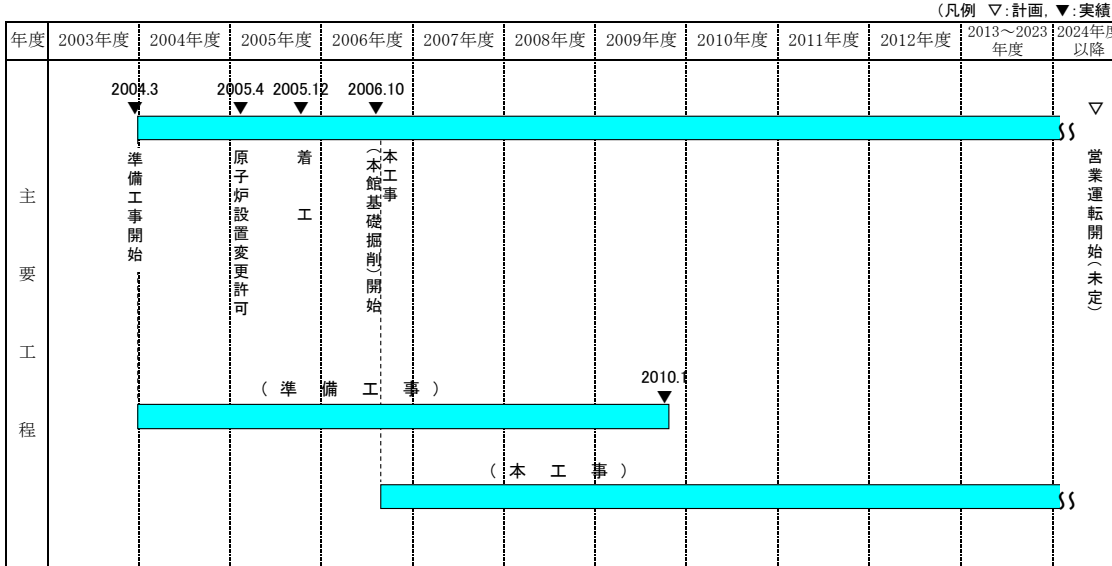 (凡例 ▽:計画, ▼:実績
年度 2003年度 2004年度 2005年度 2006年度 2007年度 2008年度 2009年度 2010年度 2011年度 2012年度 2013~2023年度 2024年度以降
2004.3 2005.4 2005.12 2006.10
▼ ▼ ▼ ▼ ▽
主要工程
準備工事開始
原子炉設置変更許可
着工
本工事
(本館基礎掘削)開始
営業運転開始(未定)
(準備工事)
2010.1
▼
(本工事)